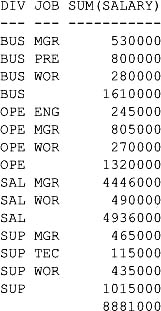 DIV JOB SUM(SALARY)
--- --- -----------
BUS MGR 530000
BUS PRE 800000
BUS WOR 280000
BUS 1610000
OPE ENG 245000
OPE MGR 805000
OPE WOR 270000
OPE 1320000
SAL MGR 4446000
SAL WOR 490000
SAL 4936000
SUP MGR 465000
SUP TEC 115000
SUP WOR 435000
SUP 1015000
8881000